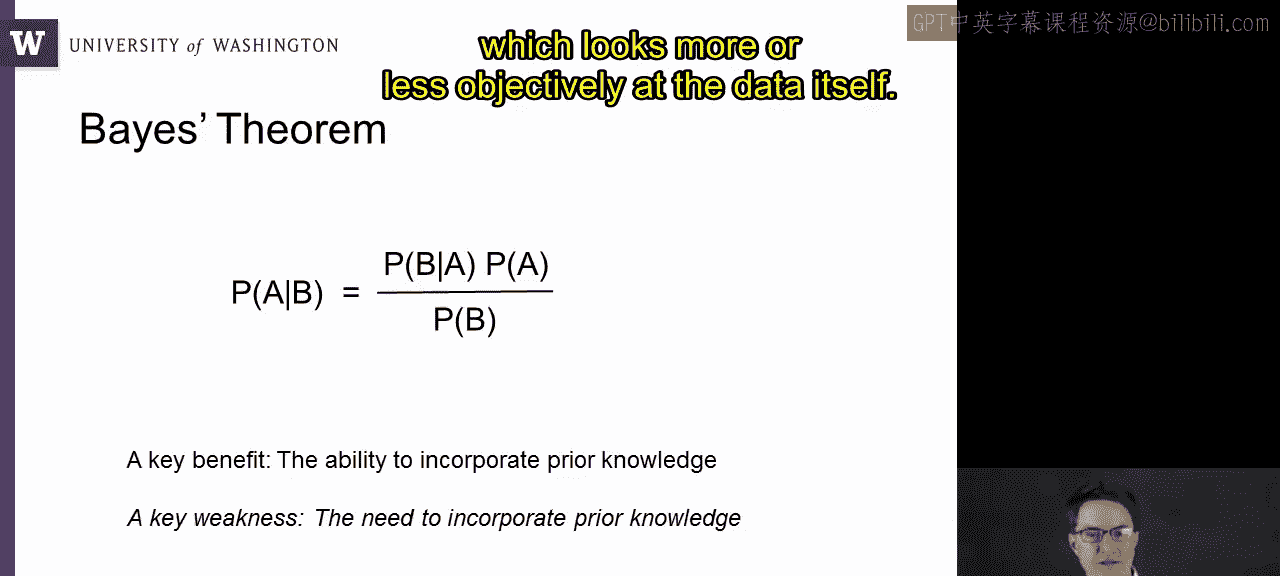 W UNIVERSITY of WASHINGTON
GPT中英字幕课程资源@bilibili.com
which looks more or
less objectively at the data itself.
Bayes’ Theorem
P(A|B) = P(B|A) P(A)
P(B)
A key benefit: The ability to incorporate prior knowledge
A key weakness: The need to incorporate prior knowledge